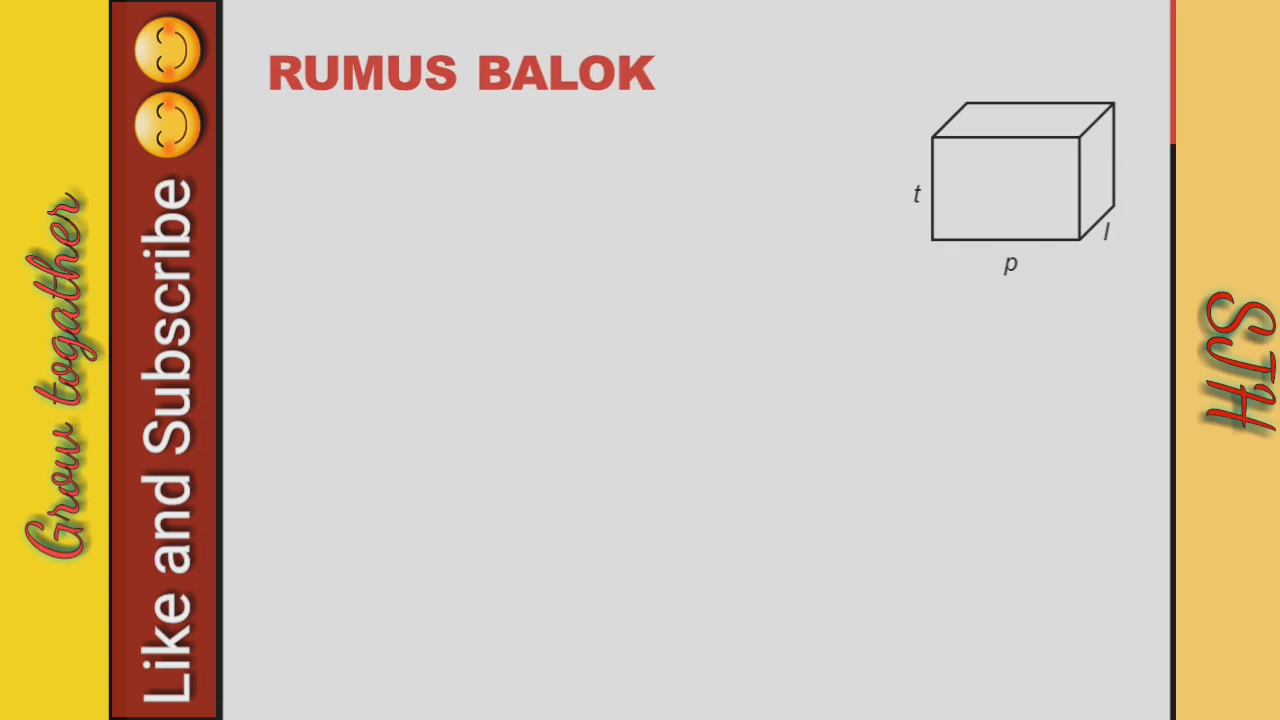 Grow togather
Like and Subscribe 😊😊
RUMUS BALOK
t
l
p
SJH